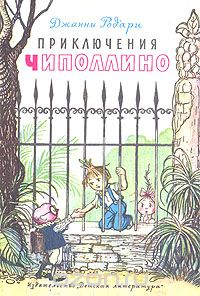 Джанни Родари
ПРИКЛЮЧЕНИЯ
ЧИПОЛЛИНО
Издательство "Детская литература"